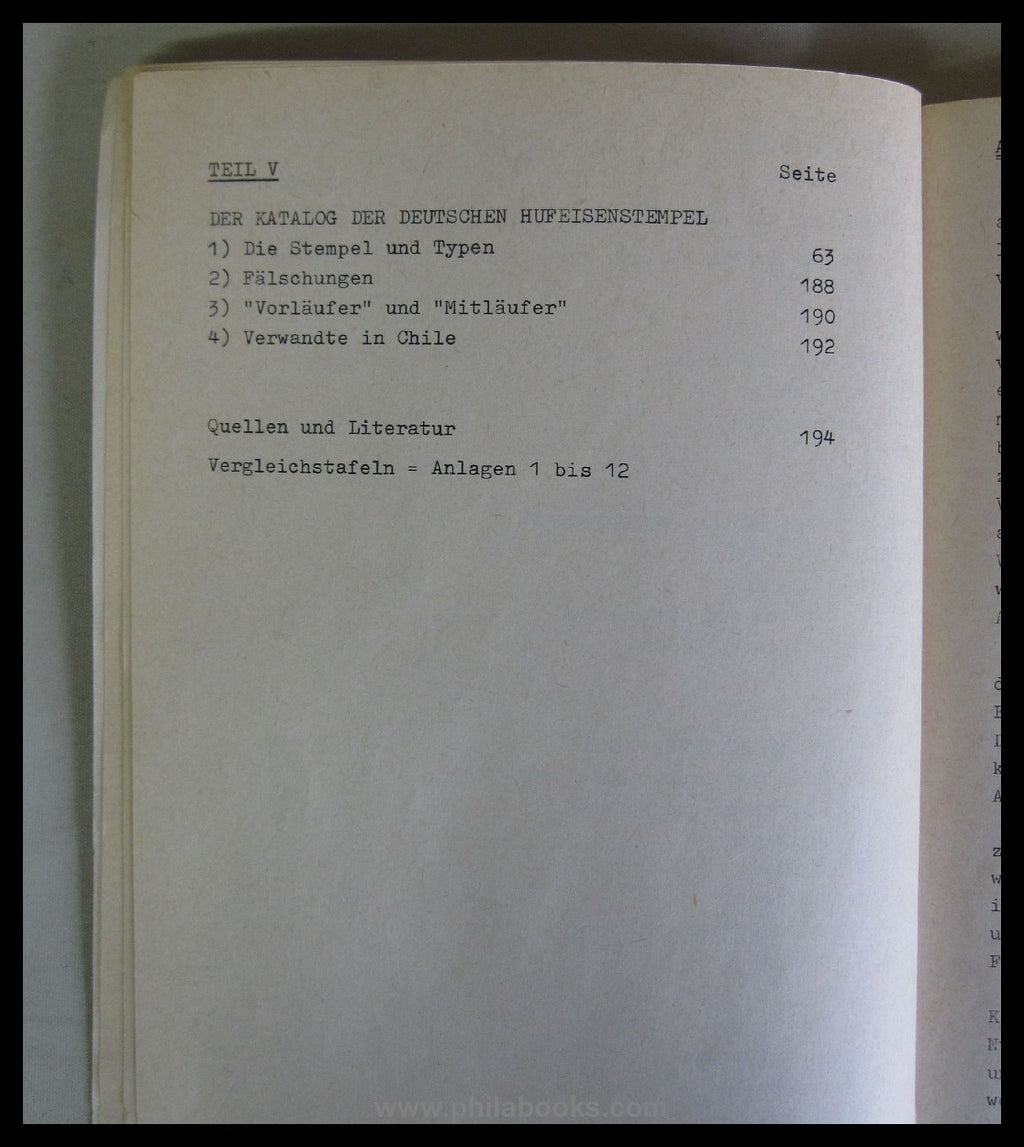 TEIL V Seite
DER KATALOG DER DEUTSCHEN HUFEISENSTEMPEL
1) Die Stempel und Typen 63
2) Fälschungen 188
3) "Vorläufer" und "Mitläufer" 190
4) Verwandte in Chile 192
Quellen und Literatur 194
Vergleichstafeln = Anlagen 1 bis 12
www.philabooks.com